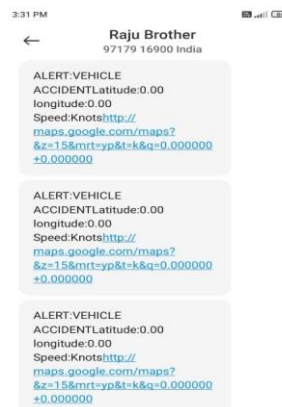 3:31 PM
Raju Brother
97179 16900 India
ALERT:VEHICLE
ACCIDENTLatitude:0.00
longitude:0.00
Speed:Knotshttp://
maps.google.com/maps?
&z=15&mrt=yp&t=k&q=0.000000
+0.000000
ALERT:VEHICLE
ACCIDENTLatitude:0.00
longitude:0.00
Speed:Knotshttp://
maps.google.com/maps?
&z=15&mrt=yp&t=k&q=0.000000
+0.000000
ALERT:VEHICLE
ACCIDENTLatitude:0.00
longitude:0.00
Speed:Knotshttp://
maps.google.com/maps?
&z=15&mrt=yp&t=k&q=0.000000
+0.000000